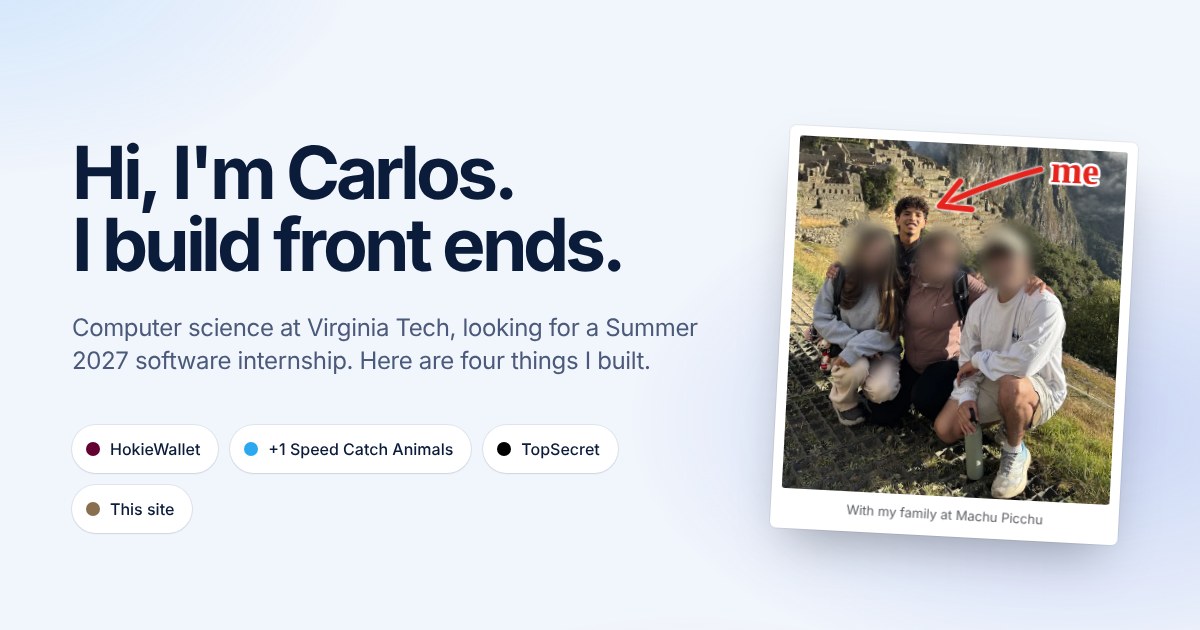 Hi, I'm Carlos.
I build front ends.
Computer science at Virginia Tech, looking for a Summer
2027 software internship. Here are four things I built.
HokieWallet
+1 Speed Catch Animals
TopSecret
This site
me
With my family at Machu Picchu